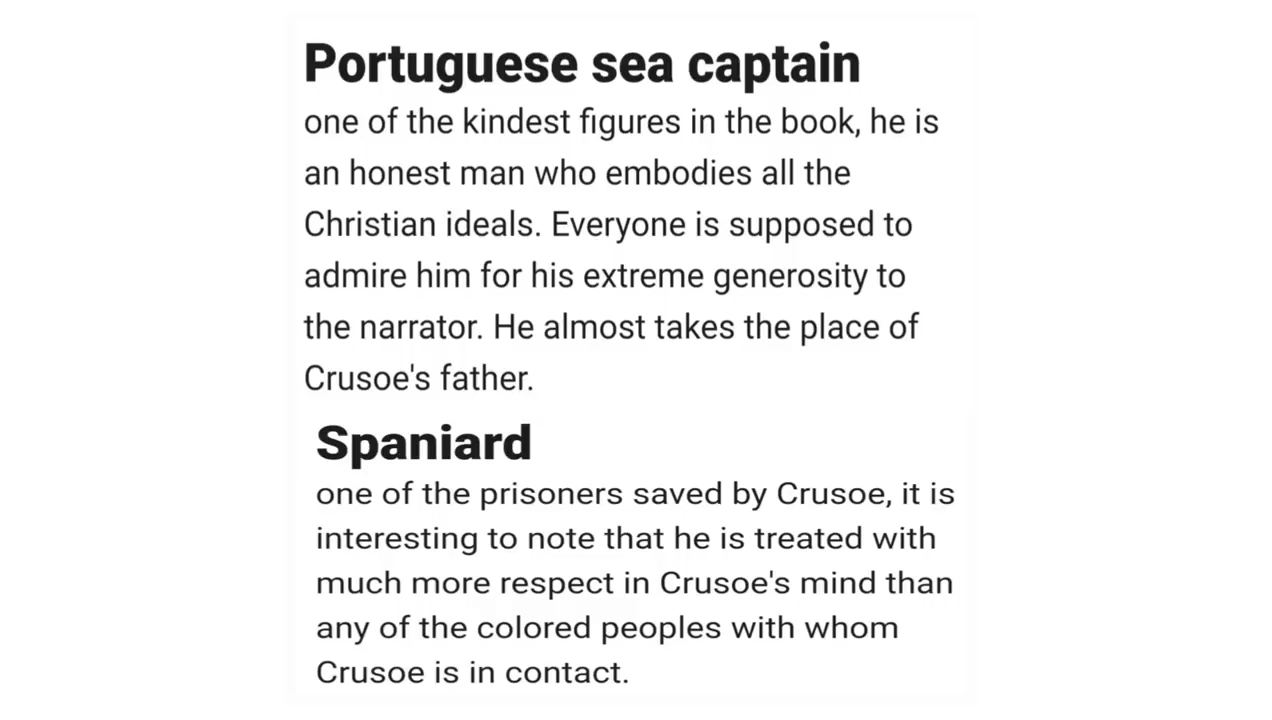 Portuguese sea captain
one of the kindest figures in the book, he is
an honest man who embodies all the
Christian ideals. Everyone is supposed to
admire him for his extreme generosity to
the narrator. He almost takes the place of
Crusoe's father.
Spaniard
one of the prisoners saved by Crusoe, it is
interesting to note that he is treated with
much more respect in Crusoe's mind than
any of the colored peoples with whom
Crusoe is in contact.